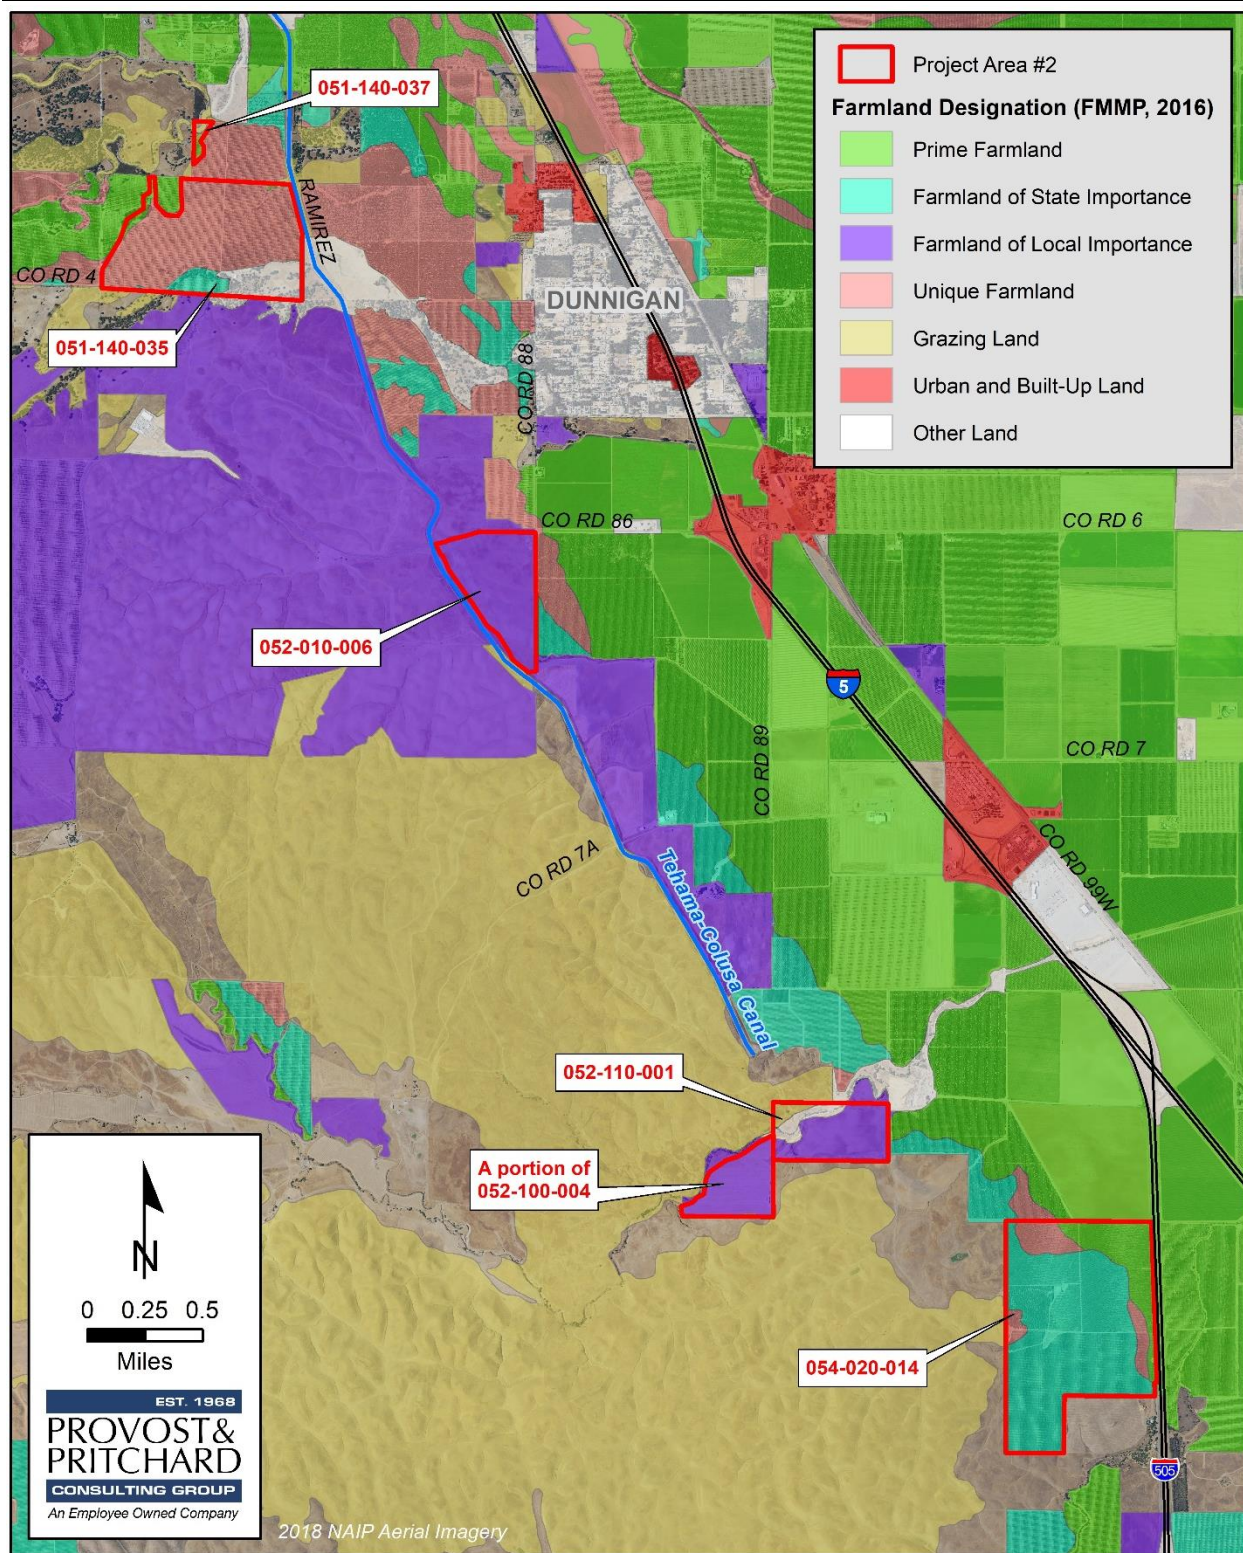 Project Area #2
Farmland Designation (FMMP, 2016)
Prime Farmland
Farmland of State Importance
Farmland of Local Importance
Unique Farmland
Grazing Land
Urban and Built-Up Land
Other Land
051-140-037
RAMIREZ
CO RD 4
051-140-035
DUNNIGAN
CO RD 88
CO RD 86
CO RD 6
052-010-006
5
CO RD 89
CO RD 7
CO RD 7A
CO RD 99W
Tehama-Colusa Canal
052-110-001
A portion of
052-100-004
054-020-014
505
N
0 0.25 0.5
Miles
EST. 1968
PROVOST&
PRITCHARD
CONSULTING GROUP
An Employee Owned Company
2018 NAIP Aerial Imagery